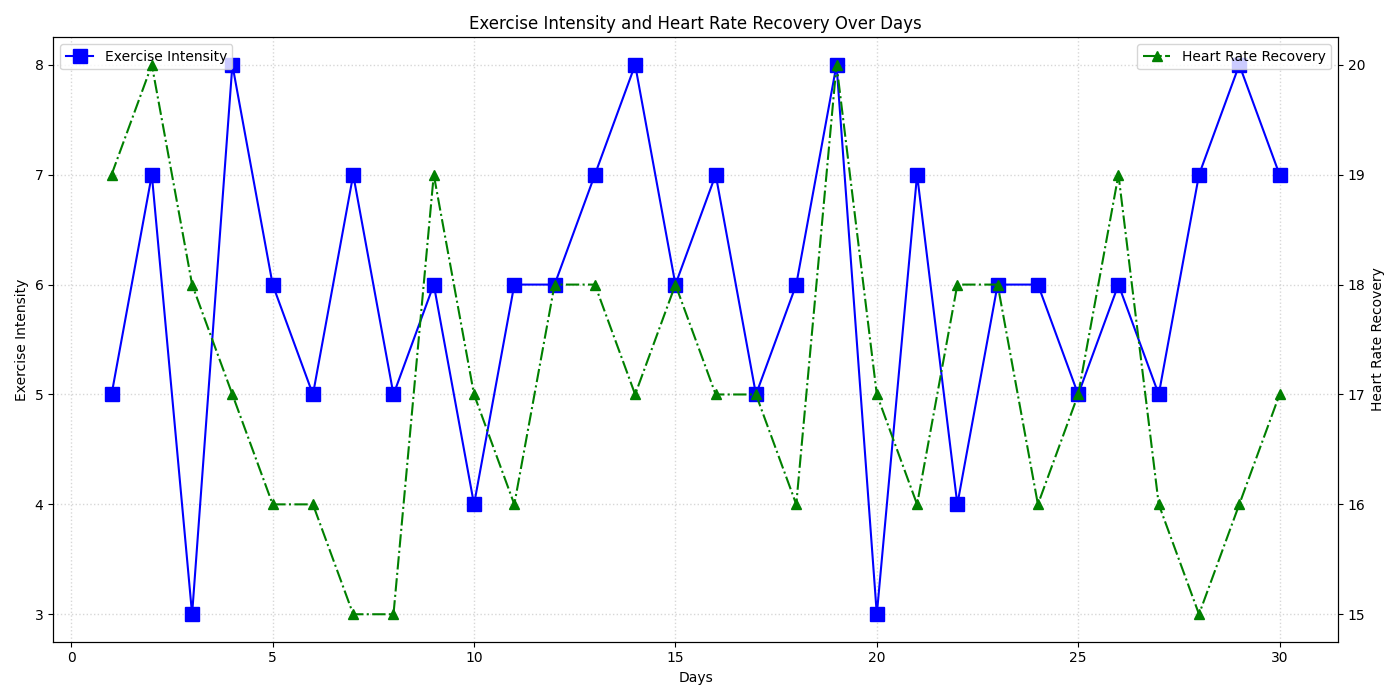 Exercise Intensity and Heart Rate Recovery Over Days
Exercise Intensity
Heart Rate Recovery
8
7
6
5
4
3
Exercise Intensity
20
19
18
17
16
15
Heart Rate Recovery
0 5 10 15 20 25 30
Days